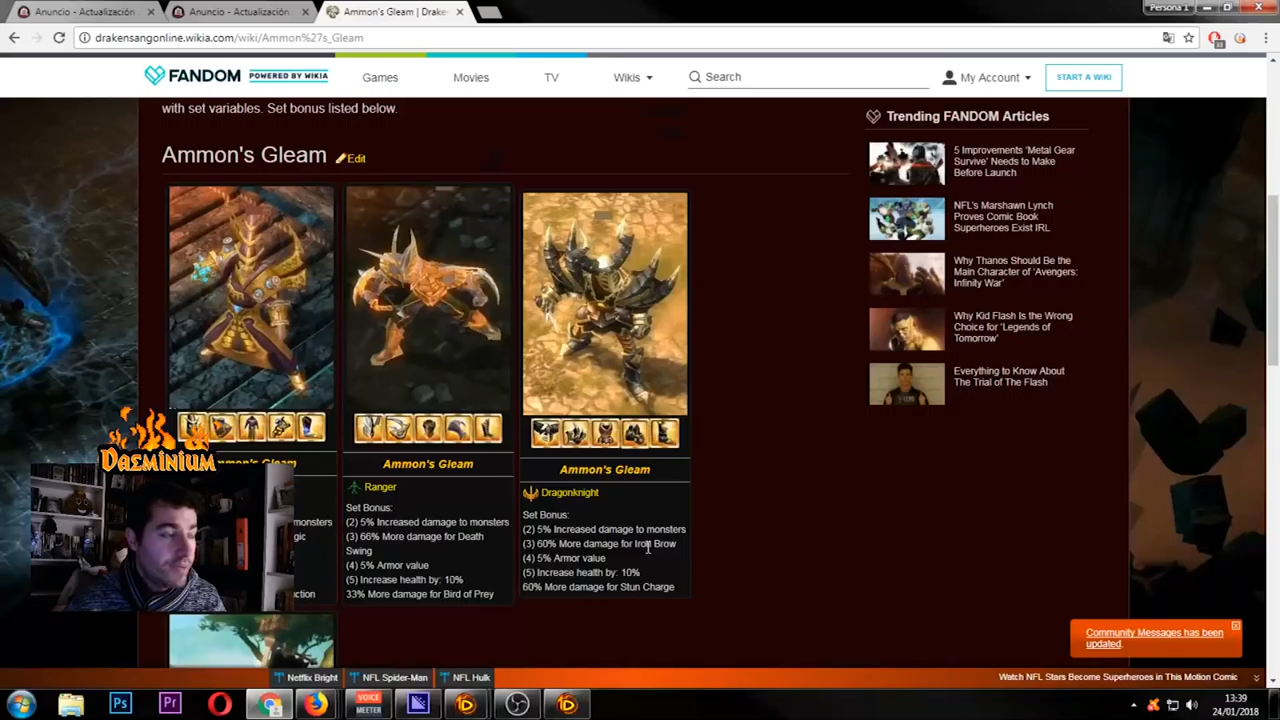 Anuncio - Actualización
Anuncio - Actualización
Ammon's Gleam | Drake
Persona 1
drakensangonline.wikia.com/wiki/Ammon%27s_Gleam
FANDOM POWERED BY WIKIA
Games
Movies
TV
Wikis
Search
My Account
START A WIKI
with set variables. Set bonus listed below.
Ammon's Gleam Edit
Ammon's Gleam
Ranger
Set Bonus:
(2) 5% Increased damage to monsters
(3) 66% More damage for Death
Swing
(4) 5% Armor value
(5) Increase health by: 10%
33% More damage for Bird of Prey
Ammon's Gleam
Dragonknight
Set Bonus:
(2) 5% Increased damage to monsters
(3) 60% More damage for Iron Brow
(4) 5% Armor value
(5) Increase health by: 10%
60% More damage for Stun Charge
monsters
DAEMINIUM
Trending FANDOM Articles
5 Improvements 'Metal Gear
Survive' Needs to Make
Before Launch
NFL's Marshawn Lynch
Proves Comic Book
Superheroes Exist IRL
Why Thanos Should Be the
Main Character of 'Avengers:
Infinity War'
Why Kid Flash Is the Wrong
Choice for 'Legends of
Tomorrow'
Everything to Know About
The Trial of The Flash
Community Messages has been
updated.
Netflix Bright
NFL Spider-Man
NFL Hulk
Watch NFL Stars Become Superheroes in This Motion Comic
Ps
Pr
VOICE
MEETER
13:39
24/01/2018